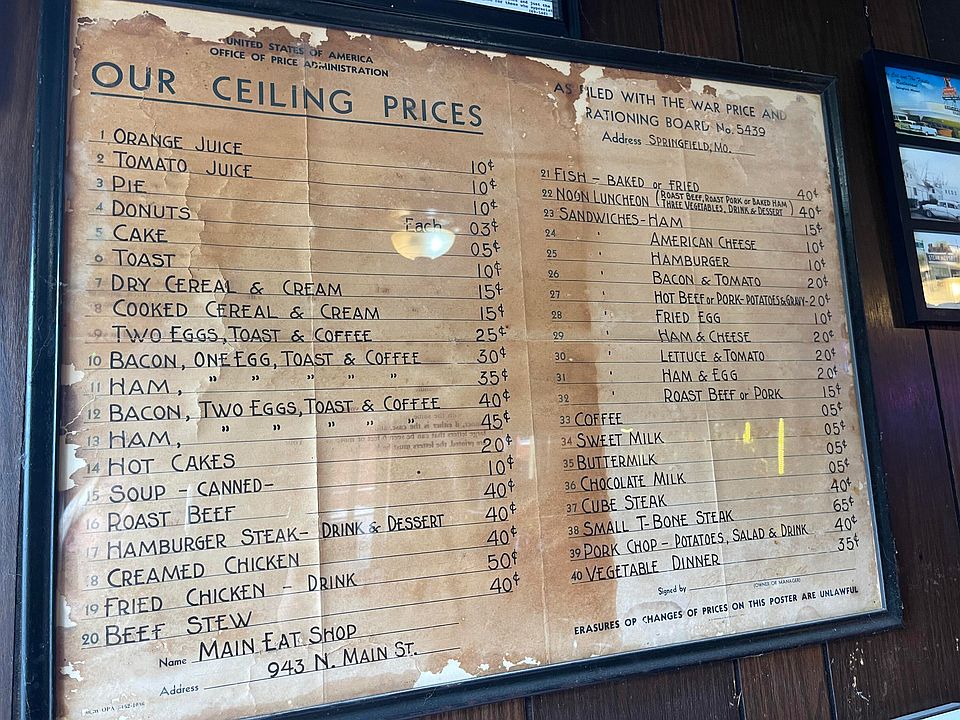 UNITED STATES OF AMERICA
OFFICE OF PRICE ADMINISTRATION
OUR CEILING PRICES
1 ORANGE JUICE 10¢
2 TOMATO JUICE 10¢
3 PIE 10¢
4 DONUTS Each 03¢
5 CAKE 05¢
6 TOAST 10¢
7 DRY CEREAL & CREAM 15¢
8 COOKED CEREAL & CREAM 15¢
9 TWO EGGS, TOAST & COFFEE 25¢
10 BACON, ONE EGG, TOAST & COFFEE 30¢
11 HAM, " " " " " 35¢
12 BACON, TWO EGGS, TOAST & COFFEE 40¢
13 HAM, " " " " " 45¢
14 HOT CAKES 20¢
15 SOUP - CANNED- 10¢
16 ROAST BEEF 40¢
17 HAMBURGER STEAK- DRINK & DESSERT 40¢
18 CREAMED CHICKEN 40¢
19 FRIED CHICKEN - DRINK 50¢
20 BEEF STEW 40¢
Name MAIN EAT SHOP
Address 943 N. MAIN ST.
AS FILED WITH THE WAR PRICE AND
RATIONING BOARD No. 5439
Address SPRINGFIELD, MO.
21 FISH - BAKED or FRIED 40¢
22 NOON LUNCHEON (ROAST BEEF, ROAST PORK or BAKED HAM
THREE VEGETABLES, DRINK & DESSERT) 40¢
23 SANDWICHES - HAM 15¢
24 " AMERICAN CHEESE 10¢
25 " HAMBURGER 10¢
26 " BACON & TOMATO 20¢
27 " HOT BEEF or PORK- POTATOES & GRAVY- 20¢
28 " FRIED EGG 10¢
29 " HAM & CHEESE 20¢
30 " LETTUCE & TOMATO 20¢
31 " HAM & EGG 20¢
32 " ROAST BEEF or PORK 15¢
33 COFFEE 05¢
34 SWEET MILK 05¢
35 BUTTERMILK 05¢
36 CHOCOLATE MILK 05¢
37 CUBE STEAK 40¢
38 SMALL T-BONE STEAK 65¢
39 PORK CHOP - POTATOES, SALAD & DRINK 40¢
40 VEGETABLE DINNER 35¢
Signed by
(OWNER OR MANAGER)
ERASURES OF CHANGES OF PRICES ON THIS POSTER ARE UNLAWFUL